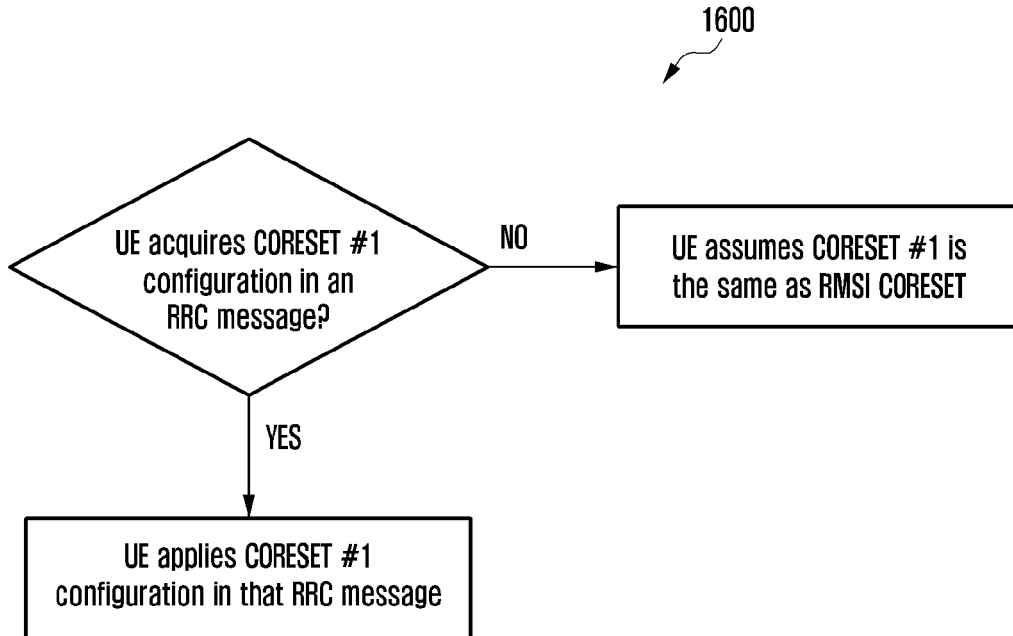 1600
UE acquires CORESET #1
configuration in an
RRC message?
NO
UE assumes CORESET #1 is
the same as RMSI CORESET
YES
UE applies CORESET #1
configuration in that RRC message